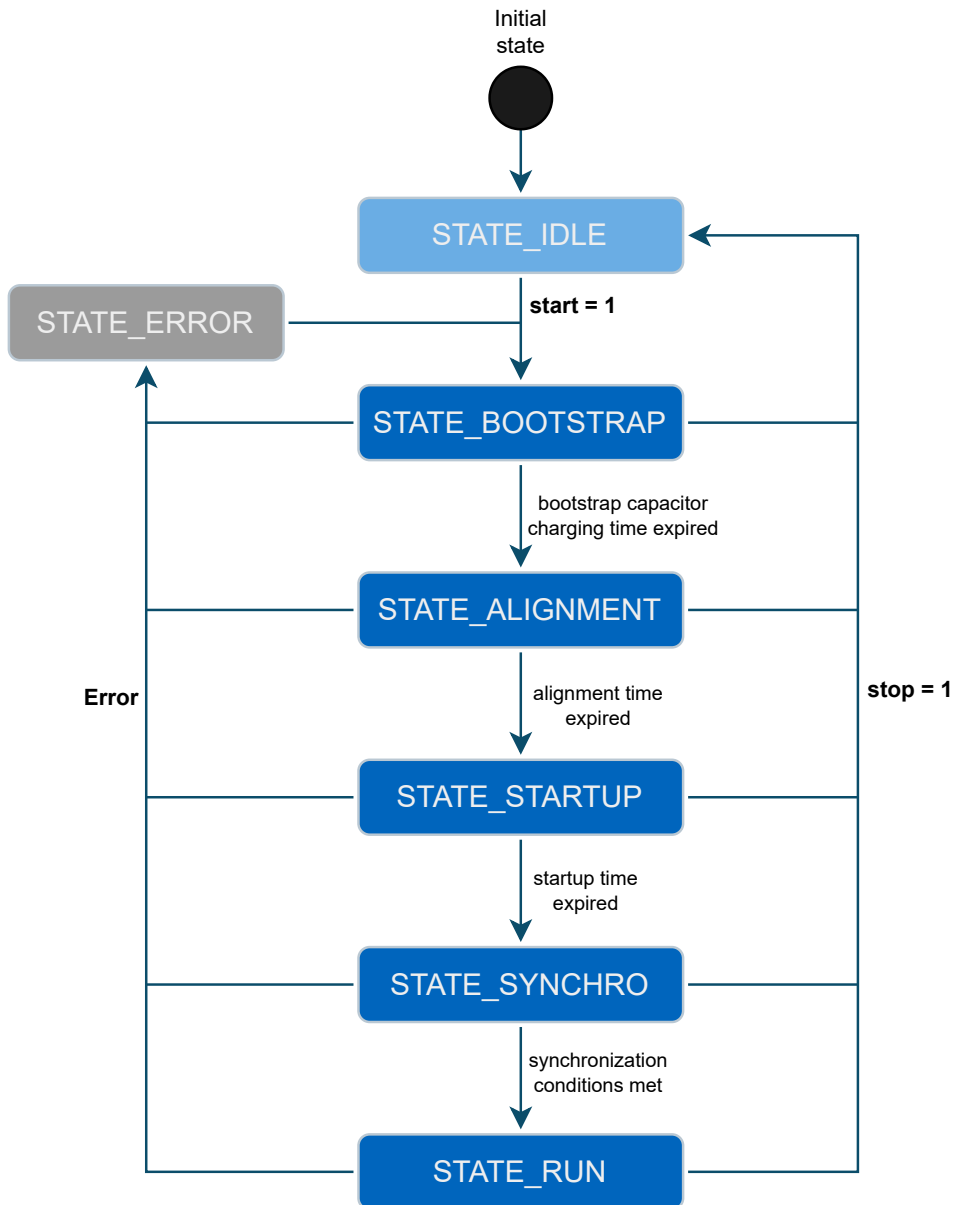 Initial
state
STATE_IDLE
start = 1
STATE_ERROR
STATE_BOOTSTRAP
bootstrap capacitor
charging time expired
STATE_ALIGNMENT
Error
alignment time
expired
stop = 1
STATE_STARTUP
startup time
expired
STATE_SYNCHRO
synchronization
conditions met
STATE_RUN